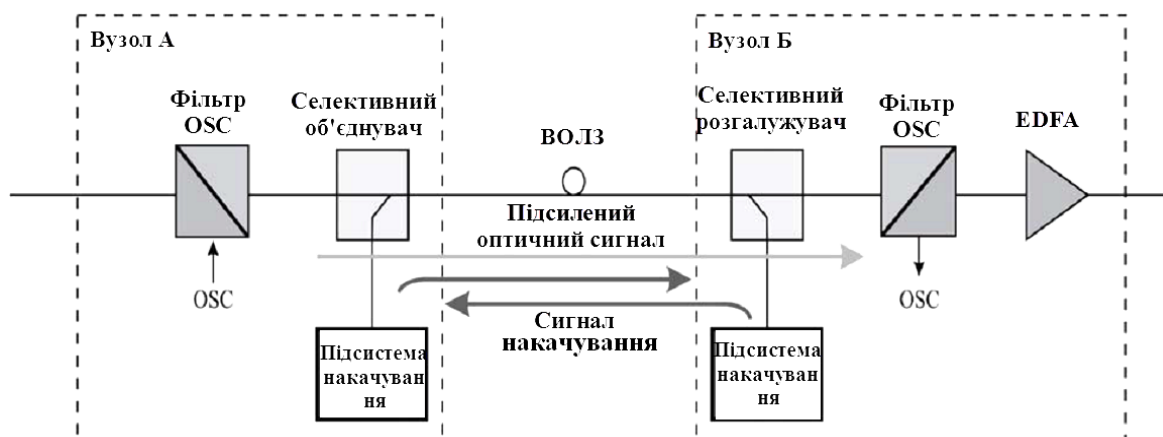 Вузол А
Фільтр
OSC
Селективний
об'єднувач
OSC
Підсистема
накачуван
ня
ВОЛЗ
Підсилений
оптичний сигнал
Сигнал
накачування
Вузол Б
Селективний
розгалужувач
Фільтр
OSC
EDFA
OSC
Підсистема
накачуван
ня